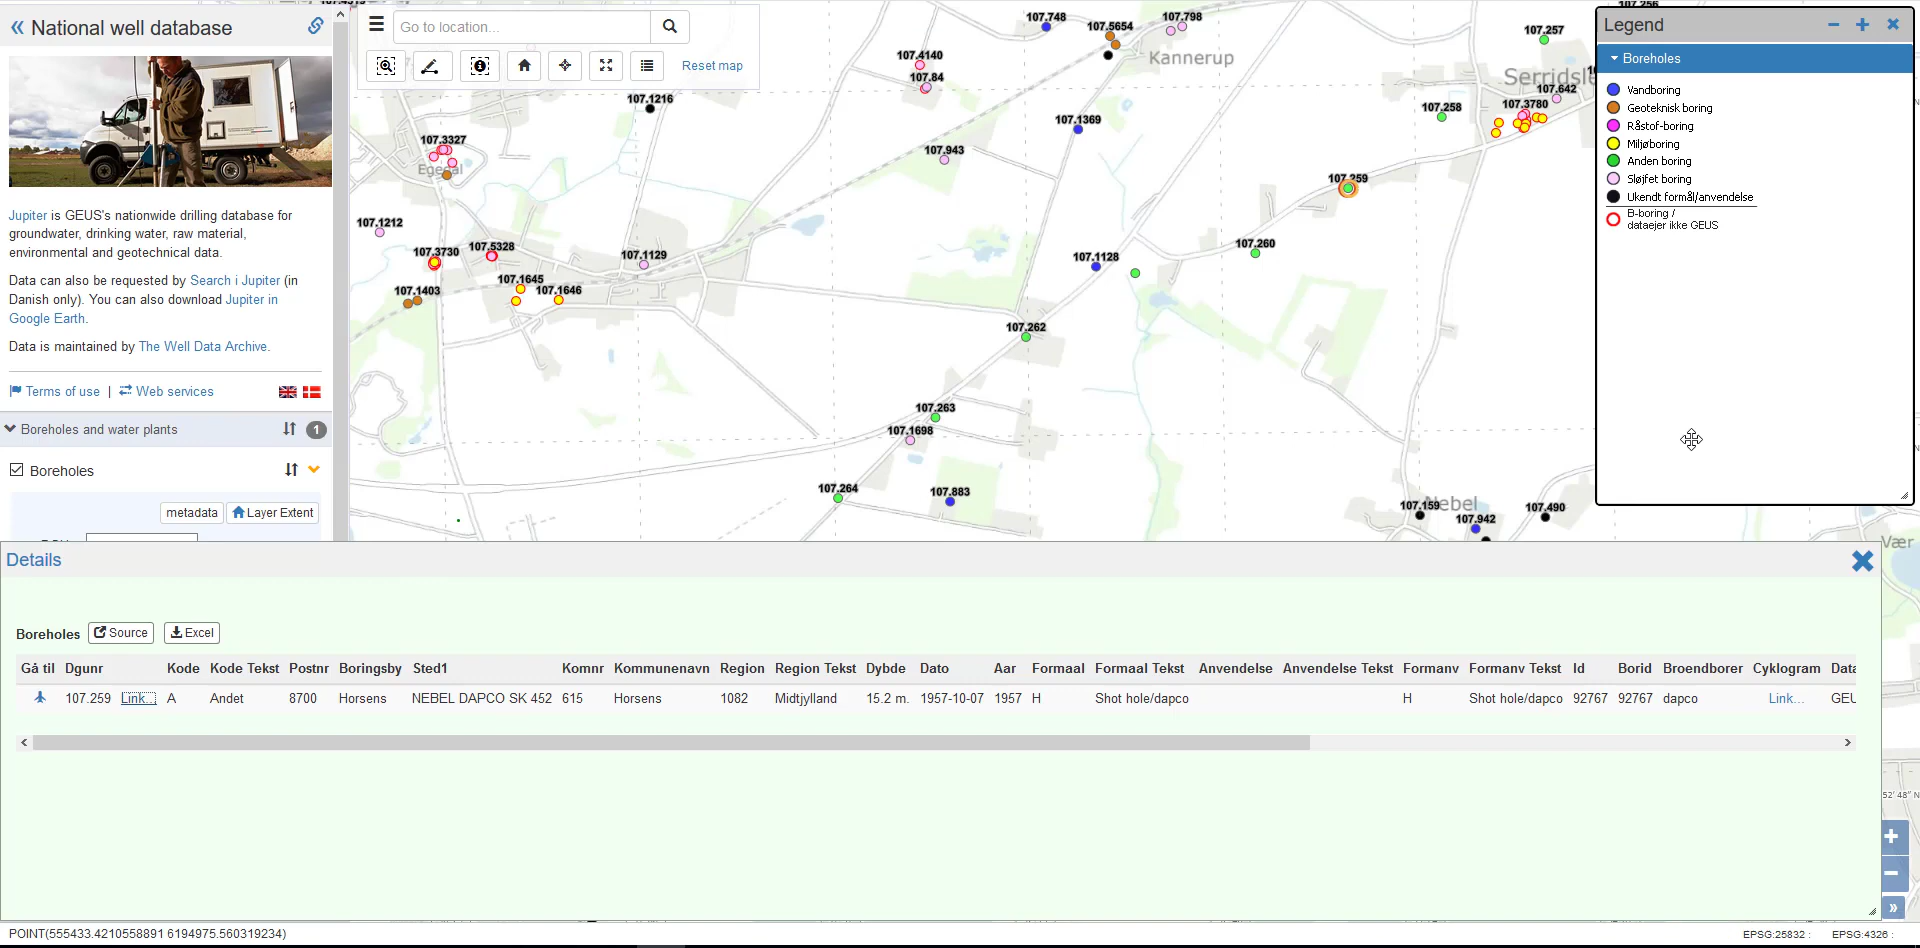 National well database
Jupiter is GEUS's nationwide drilling database for
groundwater, drinking water, raw material,
environmental and geotechnical data.
Data can also be requested by Search i Jupiter (in
Danish only). You can also download Jupiter in
Google Earth.
Data is maintained by The Well Data Archive.
Terms of use | Web services
Boreholes and water plants 1
Boreholes
metadata Layer Extent
Go to location...
Reset map
107.748
107.5654
107.798
Kannerup
107.257
107.256
107.4140
107.84
107.1216
107.1369
107.943
107.258
107.642
107.3780
107.3327
Egedal
107.259
107.1212
107.3730
107.5328
107.1129
107.1645
107.1646
107.1403
107.260
107.1128
107.262
107.263
107.1698
107.264
107.883
107.159
Nebel
107.942
107.490
Vær
Legend
Boreholes
Vandboring
Geoteknisk boring
Råstof-boring
Miljøboring
Anden boring
Sløjfet boring
Ukendt formål/anvendelse
B-boring /
dataejer ikke GEUS
Details
Boreholes Source Excel
Gå til Dgunr Kode Kode Tekst Postnr Boringsby Sted1 Komnr Kommunenavn Region Region Tekst Dybde Dato Aar Formaal Formaal Tekst Anvendelse Anvendelse Tekst Formanv Formanv Tekst Id Borid Broendborer Cyklogram Data
107.259 Link... A Andet 8700 Horsens NEBEL DAPCO SK 452 615 Horsens 1082 Midtjylland 15.2 m. 1957-10-07 1957 H Shot hole/dapco H Shot hole/dapco 92767 92767 dapco Link... GEU
52' 48" N
POINT(555433.4210558891 6194975.560319234)
EPSG:25832 : EPSG:4326 :